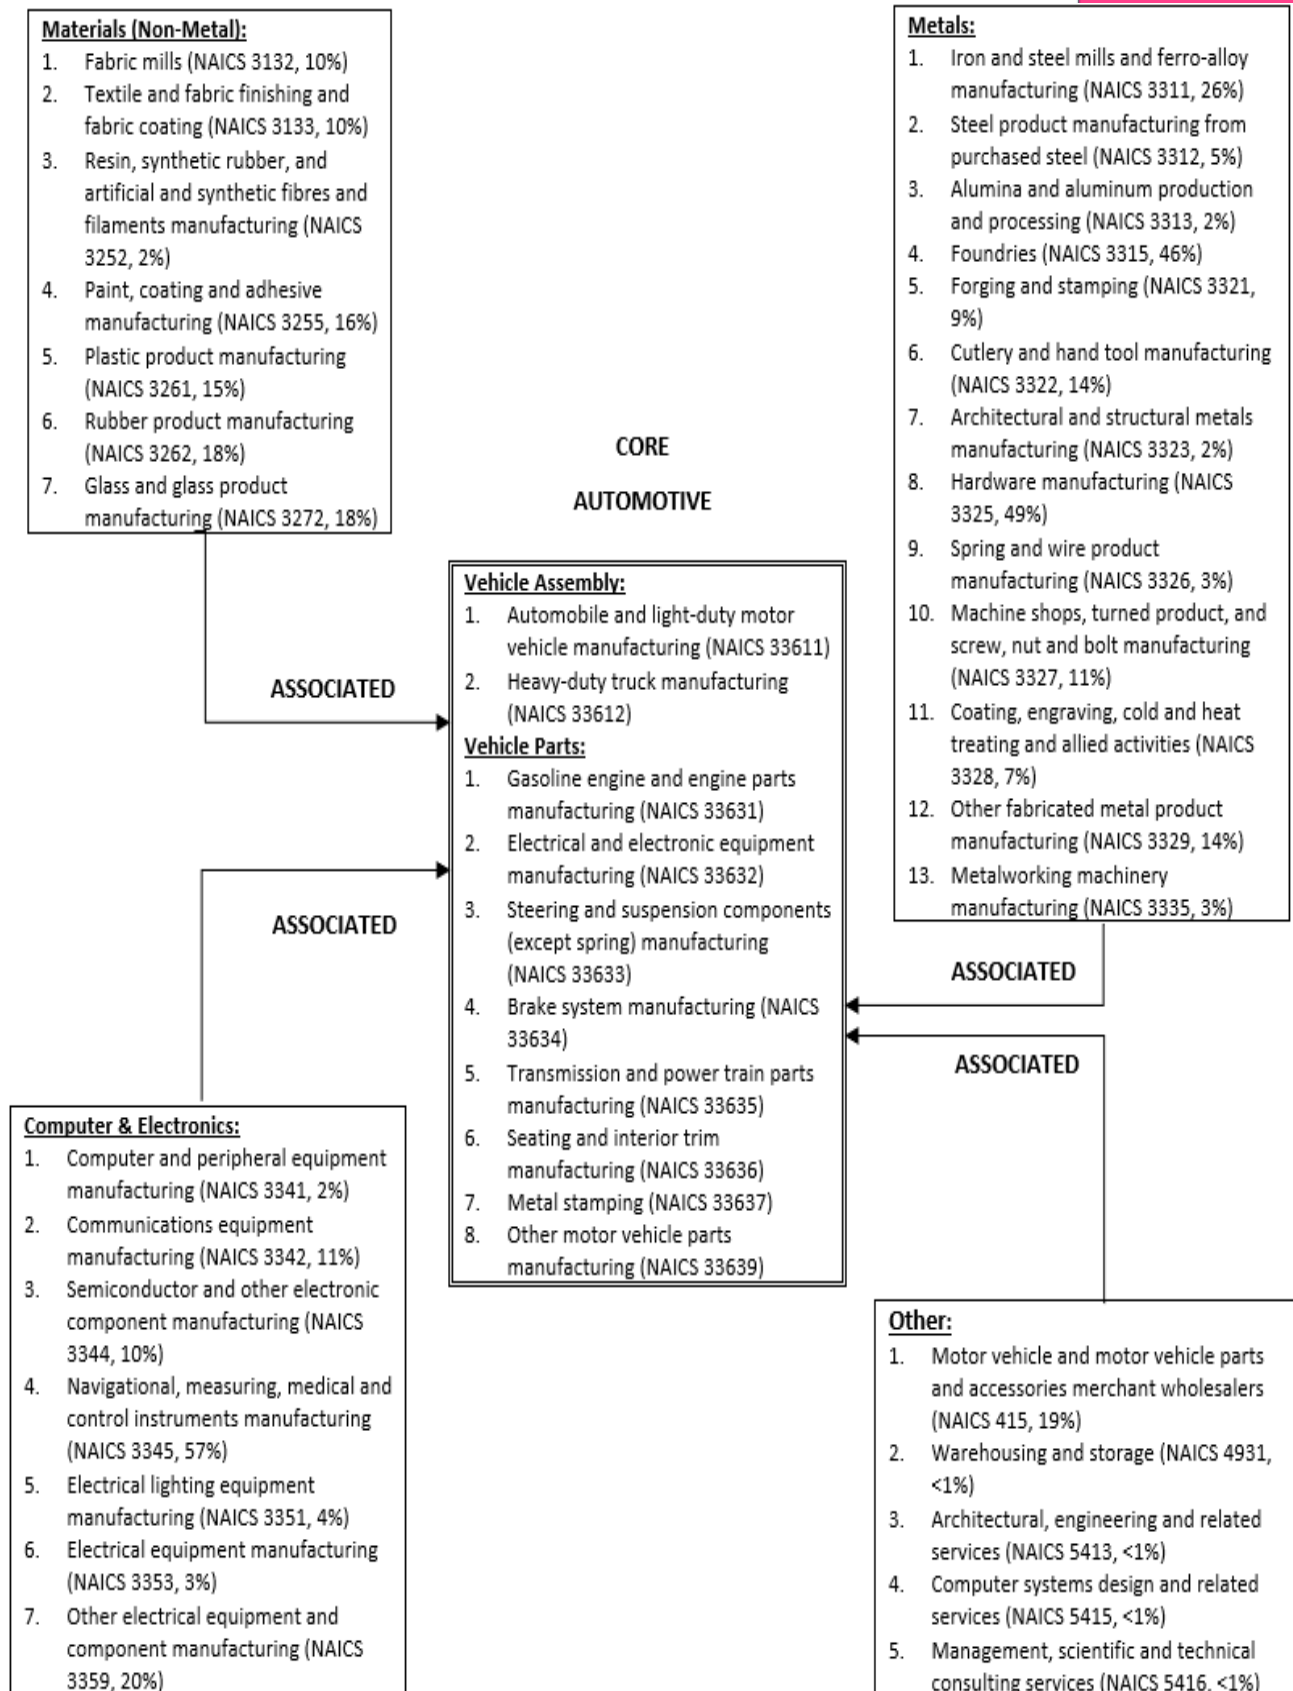 Materials (Non-Metal):
1. Fabric mills (NAICS 3132, 10%)
2. Textile and fabric finishing and
fabric coating (NAICS 3133, 10%)
3. Resin, synthetic rubber, and
artificial and synthetic fibres and
filaments manufacturing (NAICS
3252, 2%)
4. Paint, coating and adhesive
manufacturing (NAICS 3255, 16%)
5. Plastic product manufacturing
(NAICS 3261, 15%)
6. Rubber product manufacturing
(NAICS 3262, 18%)
7. Glass and glass product
manufacturing (NAICS 3272, 18%)
ASSOCIATED
CORE
AUTOMOTIVE
Vehicle Assembly:
1. Automobile and light-duty motor
vehicle manufacturing (NAICS 33611)
2. Heavy-duty truck manufacturing
(NAICS 33612)
Vehicle Parts:
1. Gasoline engine and engine parts
manufacturing (NAICS 33631)
2. Electrical and electronic equipment
manufacturing (NAICS 33632)
3. Steering and suspension components
(except spring) manufacturing
(NAICS 33633)
4. Brake system manufacturing (NAICS
33634)
5. Transmission and power train parts
manufacturing (NAICS 33635)
6. Seating and interior trim
manufacturing (NAICS 33636)
7. Metal stamping (NAICS 33637)
8. Other motor vehicle parts
manufacturing (NAICS 33639)
Metals:
1. Iron and steel mills and ferro-alloy
manufacturing (NAICS 3311, 26%)
2. Steel product manufacturing from
purchased steel (NAICS 3312, 5%)
3. Alumina and aluminum production
and processing (NAICS 3313, 2%)
4. Foundries (NAICS 3315, 46%)
5. Forging and stamping (NAICS 3321,
9%)
6. Cutlery and hand tool manufacturing
(NAICS 3322, 14%)
7. Architectural and structural metals
manufacturing (NAICS 3323, 2%)
8. Hardware manufacturing (NAICS
3325, 49%)
9. Spring and wire product
manufacturing (NAICS 3326, 3%)
10. Machine shops, turned product, and
screw, nut and bolt manufacturing
(NAICS 3327, 11%)
11. Coating, engraving, cold and heat
treating and allied activities (NAICS
3328, 7%)
12. Other fabricated metal product
manufacturing (NAICS 3329, 14%)
13. Metalworking machinery
manufacturing (NAICS 3335, 3%)
ASSOCIATED
ASSOCIATED
ASSOCIATED
Computer & Electronics:
1. Computer and peripheral equipment
manufacturing (NAICS 3341, 2%)
2. Communications equipment
manufacturing (NAICS 3342, 11%)
3. Semiconductor and other electronic
component manufacturing (NAICS
3344, 10%)
4. Navigational, measuring, medical and
control instruments manufacturing
(NAICS 3345, 57%)
5. Electrical lighting equipment
manufacturing (NAICS 3351, 4%)
6. Electrical equipment manufacturing
(NAICS 3353, 3%)
7. Other electrical equipment and
component manufacturing (NAICS
3359, 20%)
Other:
1. Motor vehicle and motor vehicle parts
and accessories merchant wholesalers
(NAICS 415, 19%)
2. Warehousing and storage (NAICS 4931,
<1%)
3. Architectural, engineering and related
services (NAICS 5413, <1%)
4. Computer systems design and related
services (NAICS 5415, <1%)
5. Management, scientific and technical
consulting services (NAICS 5416, <1%)